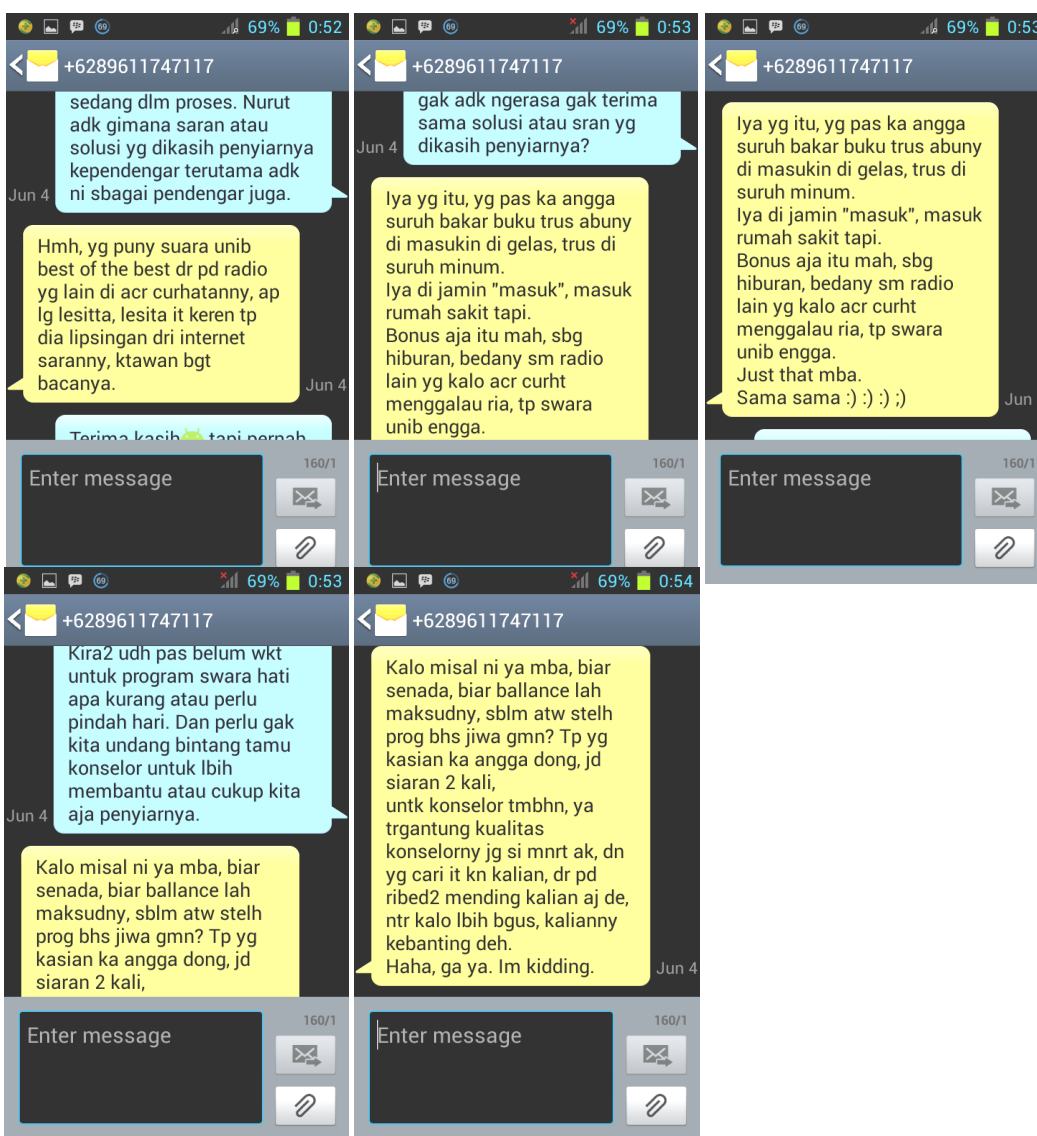 69% 0:52
+6289611747117
sedang dlm proses. Nurut
adk gimana saran atau
solusi yg dikasih penyiarnya
kependengar terutama adk
ni sbagai pendengar juga.
Jun 4
Hmh, yg puny suara unib
best of the best dr pd radio
yg lain di acr curhatanny, ap
lg lesitta, lesita it keren tp
dia lipsingan dri internet
saranny, ktawan bgt
bacanya.
Jun 4
Terima kasih tapi pernah
160/1
Enter message
69% 0:53
+6289611747117
gak adk ngerasa gak terima
sama solusi atau sran yg
dikasih penyiarnya?
Jun 4
Iya yg itu, yg pas ka angga
suruh bakar buku trus abuny
di masukin di gelas, trus di
suruh minum.
Iya di jamin "masuk", masuk
rumah sakit tapi.
Bonus aja itu mah, sbg
hiburan, bedany sm radio
lain yg kalo acr curht
menggalau ria, tp swara
unib engga.
160/1
Enter message
69% 0:53
+6289611747117
Iya yg itu, yg pas ka angga
suruh bakar buku trus abuny
di masukin di gelas, trus di
suruh minum.
Iya di jamin "masuk", masuk
rumah sakit tapi.
Bonus aja itu mah, sbg
hiburan, bedany sm radio
lain yg kalo acr curht
menggalau ria, tp swara
unib engga.
Just that mba.
Sama sama :) :) :) ;)
Jun
160/1
Enter message
69% 0:53
+6289611747117
Kira2 udh pas belum wkt
untuk program swara hati
apa kurang atau perlu
pindah hari. Dan perlu gak
kita undang bintang tamu
konselor untuk lbih
membantu atau cukup kita
aja penyiarnya.
Jun 4
Kalo misal ni ya mba, biar
senada, biar ballance lah
maksudny, sblm atw stelh
prog bhs jiwa gmn? Tp yg
kasian ka angga dong, jd
siaran 2 kali,
160/1
Enter message
69% 0:54
+6289611747117
Kalo misal ni ya mba, biar
senada, biar ballance lah
maksudny, sblm atw stelh
prog bhs jiwa gmn? Tp yg
kasian ka angga dong, jd
siaran 2 kali,
untk konselor tmbhn, ya
trgantung kualitas
konselorny jg si mnrt ak, dn
yg cari it kn kalian, dr pd
ribed2 mending kalian aj de,
ntr kalo lbih bgus, kalianny
kebanting deh.
Haha, ga ya. Im kidding.
Jun 4
160/1
Enter message